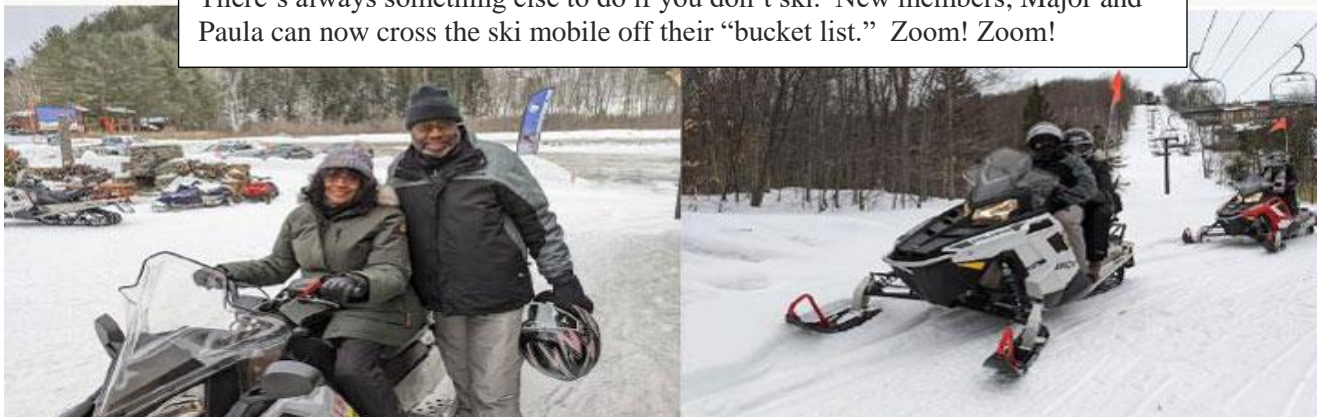 There's always something else to do if you don't ski. New members, Major and
Paula can now cross the ski mobile off their "bucket list." Zoom! Zoom!